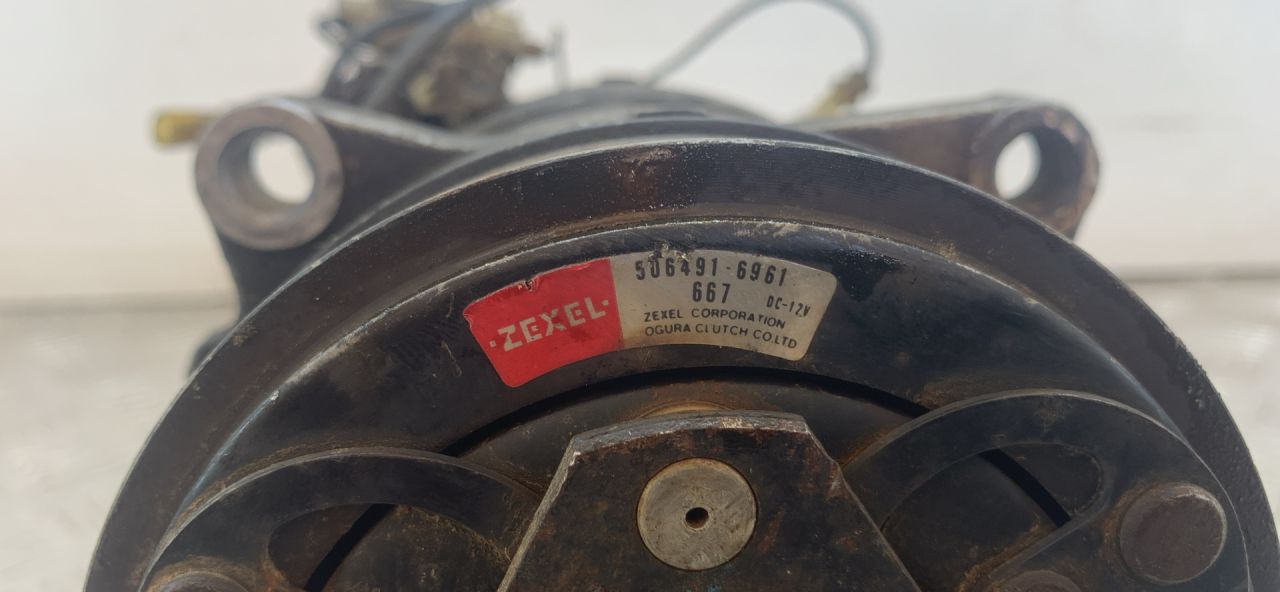 ·ZEXEL·
506491-6961
667 DC-12V
ZEXEL CORPORATION
OGURA CLUTCH CO.LTD